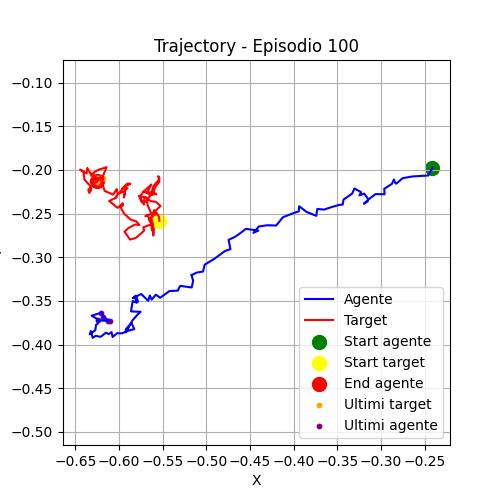 Trajectory - Episodio 100
−0.10
−0.15
−0.20
−0.25
−0.30
−0.35
−0.40
−0.45
−0.50
Agente
Target
Start agente
Start target
End agente
Ultimi target
Ultimi agente
−0.65 −0.60 −0.55 −0.50 −0.45 −0.40 −0.35 −0.30 −0.25
X